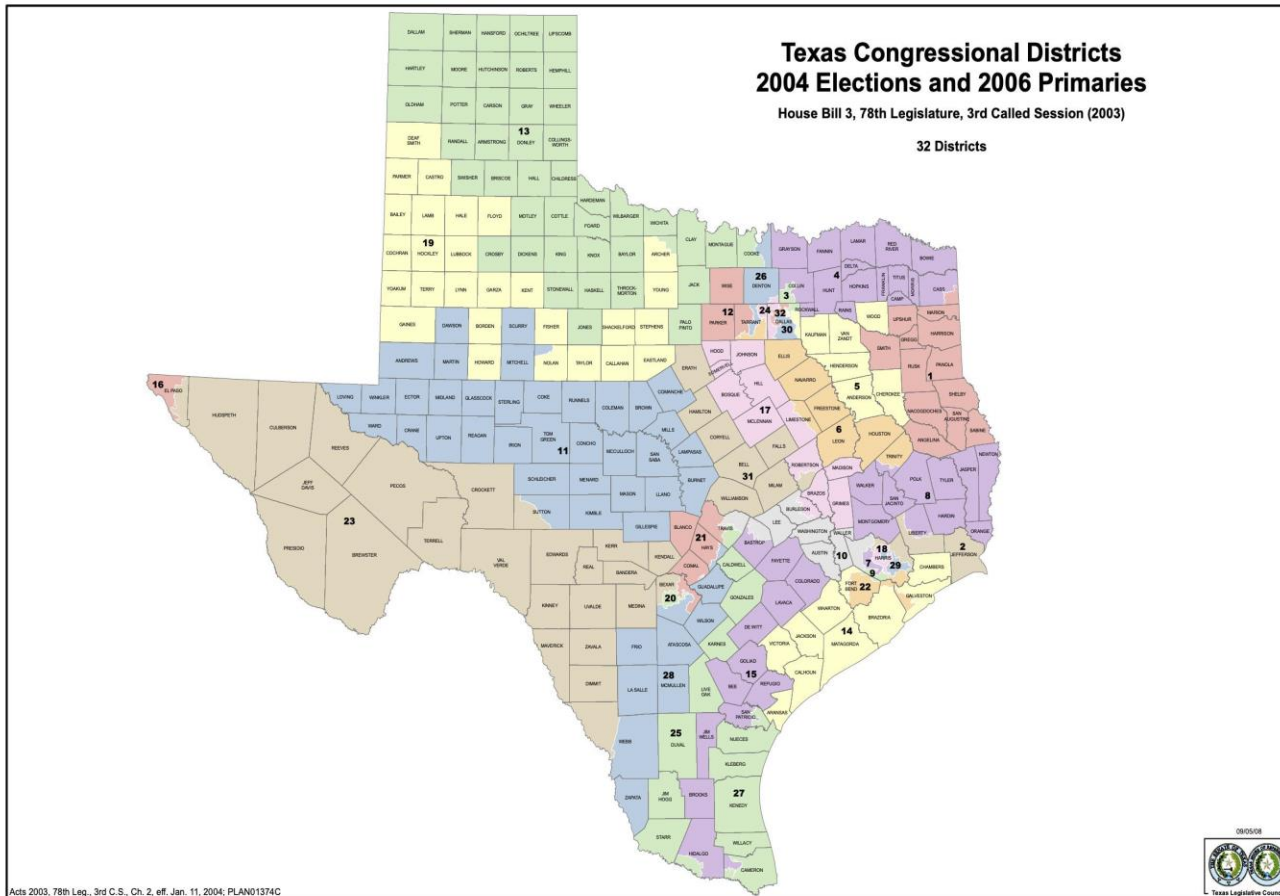 Texas Congressional Districts
2004 Elections and 2006 Primaries
House Bill 3, 78th Legislature, 3rd Called Session (2003)
32 Districts
DALLAM SHERMAN HANSFORD OCHILTREE LIPSCOMB
HARTLEY MOORE HUTCHINSON ROBERTS HEMPHILL
OLDHAM POTTER CARSON GRAY WHEELER
13
DEAF
SMITH RANDALL ARMSTRONG DONLEY COLLINGS-
WORTH
PARMER CASTRO SWISHER BRISCOE HALL CHILDRESS
HARDEMAN
BAILEY LAMB HALE FLOYD MOTLEY COTTLE FOARD WILBARGER WICHITA
CLAY MONTAGUE COOKE GRAYSON FANNIN LAMAR RED
RIVER BOWIE
19
COCHRAN HOCKLEY LUBBOCK CROSBY DICKENS KING KNOX BAYLOR ARCHER
26 3 4
JACK WISE DENTON COLLIN HUNT DELTA HOPKINS FRANKLIN TITUS MORRIS CASS
YOAKUM TERRY LYNN GARZA KENT STONEWALL HASKELL THROCK-
MORTON YOUNG
12 24 32 30
PALO
PINTO PARKER TARRANT DALLAS ROCKWALL RAINS WOOD CAMP UPSHUR MARION
GAINES DAWSON BORDEN SCURRY FISHER JONES SHACKELFORD STEPHENS
HOOD JOHNSON ELLIS KAUFMAN VAN
ZANDT SMITH GREGG HARRISON
ANDREWS MARTIN HOWARD MITCHELL NOLAN TAYLOR CALLAHAN EASTLAND ERATH SOMERVELL
HILL NAVARRO HENDERSON RUSK PANOLA
16 5 1
EL PASO HUDSPETH CULBERSON REEVES
LOVING WINKLER ECTOR MIDLAND GLASSCOCK STERLING COKE RUNNELS COLEMAN BROWN COMANCHE
HAMILTON BOSQUE FREESTONE ANDERSON CHEROKEE SHELBY
17
WARD CRANE UPTON REAGAN IRION TOM
GREEN CONCHO MCCULLOCH SAN
SABA MILLS
MCLENNAN LIMESTONE NACOGDOCHES SAN
AUGUSTINE SABINE
11 6
LAMPASAS CORYELL FALLS LEON HOUSTON ANGELINA
JEFF
DAVIS PECOS CROCKETT SCHLEICHER MENARD MASON LLANO BURNET
BELL 31 ROBERTSON MADISON TRINITY
WALKER POLK TYLER JASPER NEWTON
8
WILLIAMSON MILAM BRAZOS GRIMES SAN
JACINTO HARDIN
23
PRESIDIO BREWSTER TERRELL SUTTON KIMBLE GILLESPIE
BLANCO TRAVIS LEE BURLESON WASHINGTON MONTGOMERY LIBERTY ORANGE
21
VAL
VERDE EDWARDS KERR KENDALL HAYS BASTROP WALLER
10 18 7 9 29 2
REAL BANDERA COMAL CALDWELL FAYETTE AUSTIN HARRIS CHAMBERS JEFFERSON
KINNEY UVALDE MEDINA BEXAR 20 GUADALUPE GONZALES COLORADO FORT
BEND 22 GALVESTON
LAVACA WHARTON BRAZORIA
MAVERICK ZAVALA FRIO ATASCOSA WILSON KARNES DE WITT JACKSON MATAGORDA
14
VICTORIA GOLIAD CALHOUN
DIMMIT LA SALLE 28 MCMULLEN LIVE
OAK BEE 15 REFUGIO ARANSAS
SAN
PATRICIO
WEBB 25 DUVAL JIM
WELLS NUECES
KLEBERG
ZAPATA JIM
HOGG BROOKS 27 KENEDY
STARR HIDALGO WILLACY
CAMERON
09/05/08
Texas Legislative Council
Acts 2003, 78th Leg., 3rd C.S., Ch. 2, eff. Jan. 11, 2004; PLAN01374C